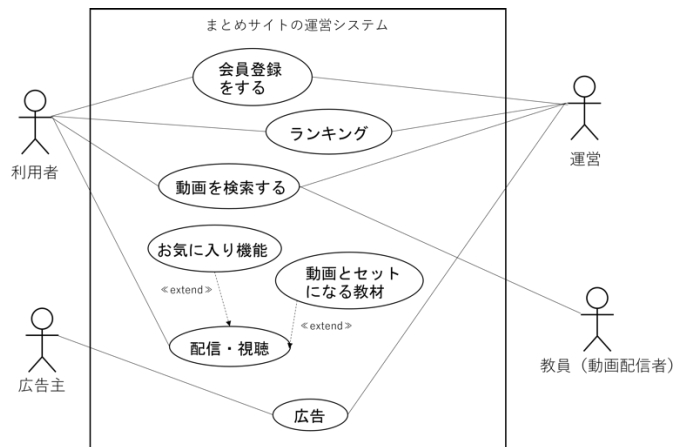 まとめサイトの運営システム
会員登録
をする
ランキング
利用者
運営
動画を検索する
お気に入り機能
動画とセット
になる教材
≪extend≫
≪extend≫
配信・視聴
広告主
教員（動画配信者）
広告